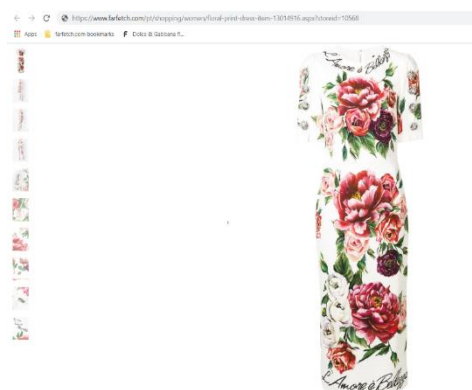 https://www.farfetch.com/pt/shopping/women/floral-print-dress-item-13014916.aspx?storeid=10568
Apps farfetch.com bookmarks Dolce & Gabbana fl...
L'Amore è Bellezza
L'Amore è Bellezza